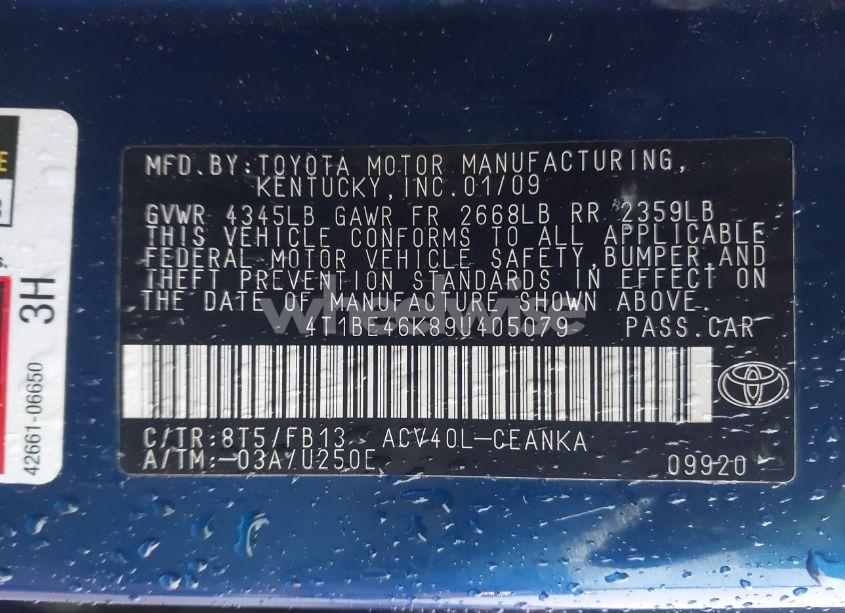 MFD.BY:TOYOTA MOTOR MANUFACTURING,
KENTUCKY,INC.01/09
GVWR 4345LB GAWR FR 2668LB RR 2359LB
THIS VEHICLE CONFORMS TO ALL APPLICABLE
FEDERAL MOTOR VEHICLE SAFETY,BUMPER,AND
THEFT PREVENTION STANDARDS IN EFFECT ON
THE DATE OF MANUFACTURE SHOWN ABOVE.
4T1BE46K89U405079 PASS.CAR
C/TR:8T5/FB13 ACV40L-CEANKA
A/TM:-03A/U250E 09920
42661-06650
3H
wheelwise